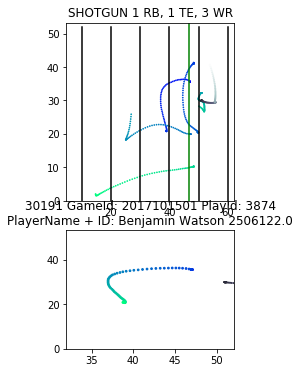 SHOTGUN 1 RB, 1 TE, 3 WR
50
40
30
20
10
0
20 40 60
30191 GameId: 2017101501 PlayId: 3874
PlayerName + ID: Benjamin Watson 2506122.0
40
20
0
35 40 45 50